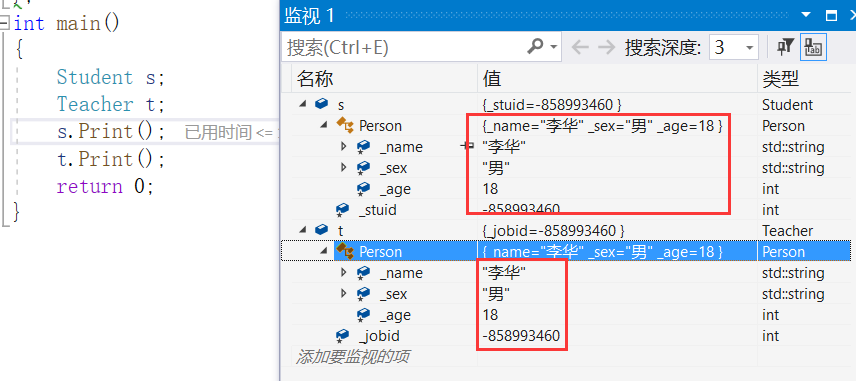 };
int main()
{
Student s;
Teacher t;
s.Print(); 已用时间 <=
t.Print();
return 0;
}
监视 1
搜索(Ctrl+E) 搜索深度: 3
名称 值 类型
s {_stuid=-858993460 } Student
Person {_name="李华" _sex="男" _age=18 } Person
_name "李华" std::string
_sex "男" std::string
_age 18 int
_stuid -858993460 int
t {_jobid=-858993460 } Teacher
Person {_name="李华" _sex="男" _age=18 } Person
_name "李华" std::string
_sex "男" std::string
_age 18 int
_jobid -858993460 int
添加要监视的项